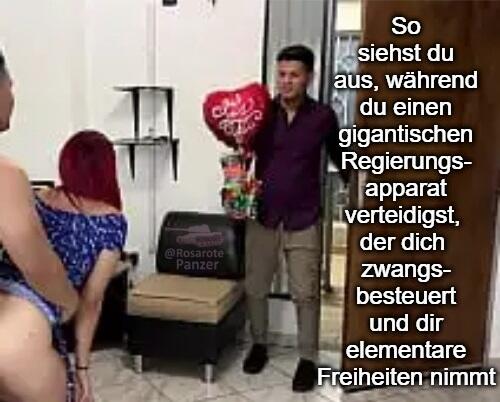 So
siehst du
aus, während
du einen
gigantischen
Regierungs-
apparat
verteidigst,
der dich
zwangs-
besteuert
und dir
elementare
Freiheiten nimmt
@Rosarote
Panzer